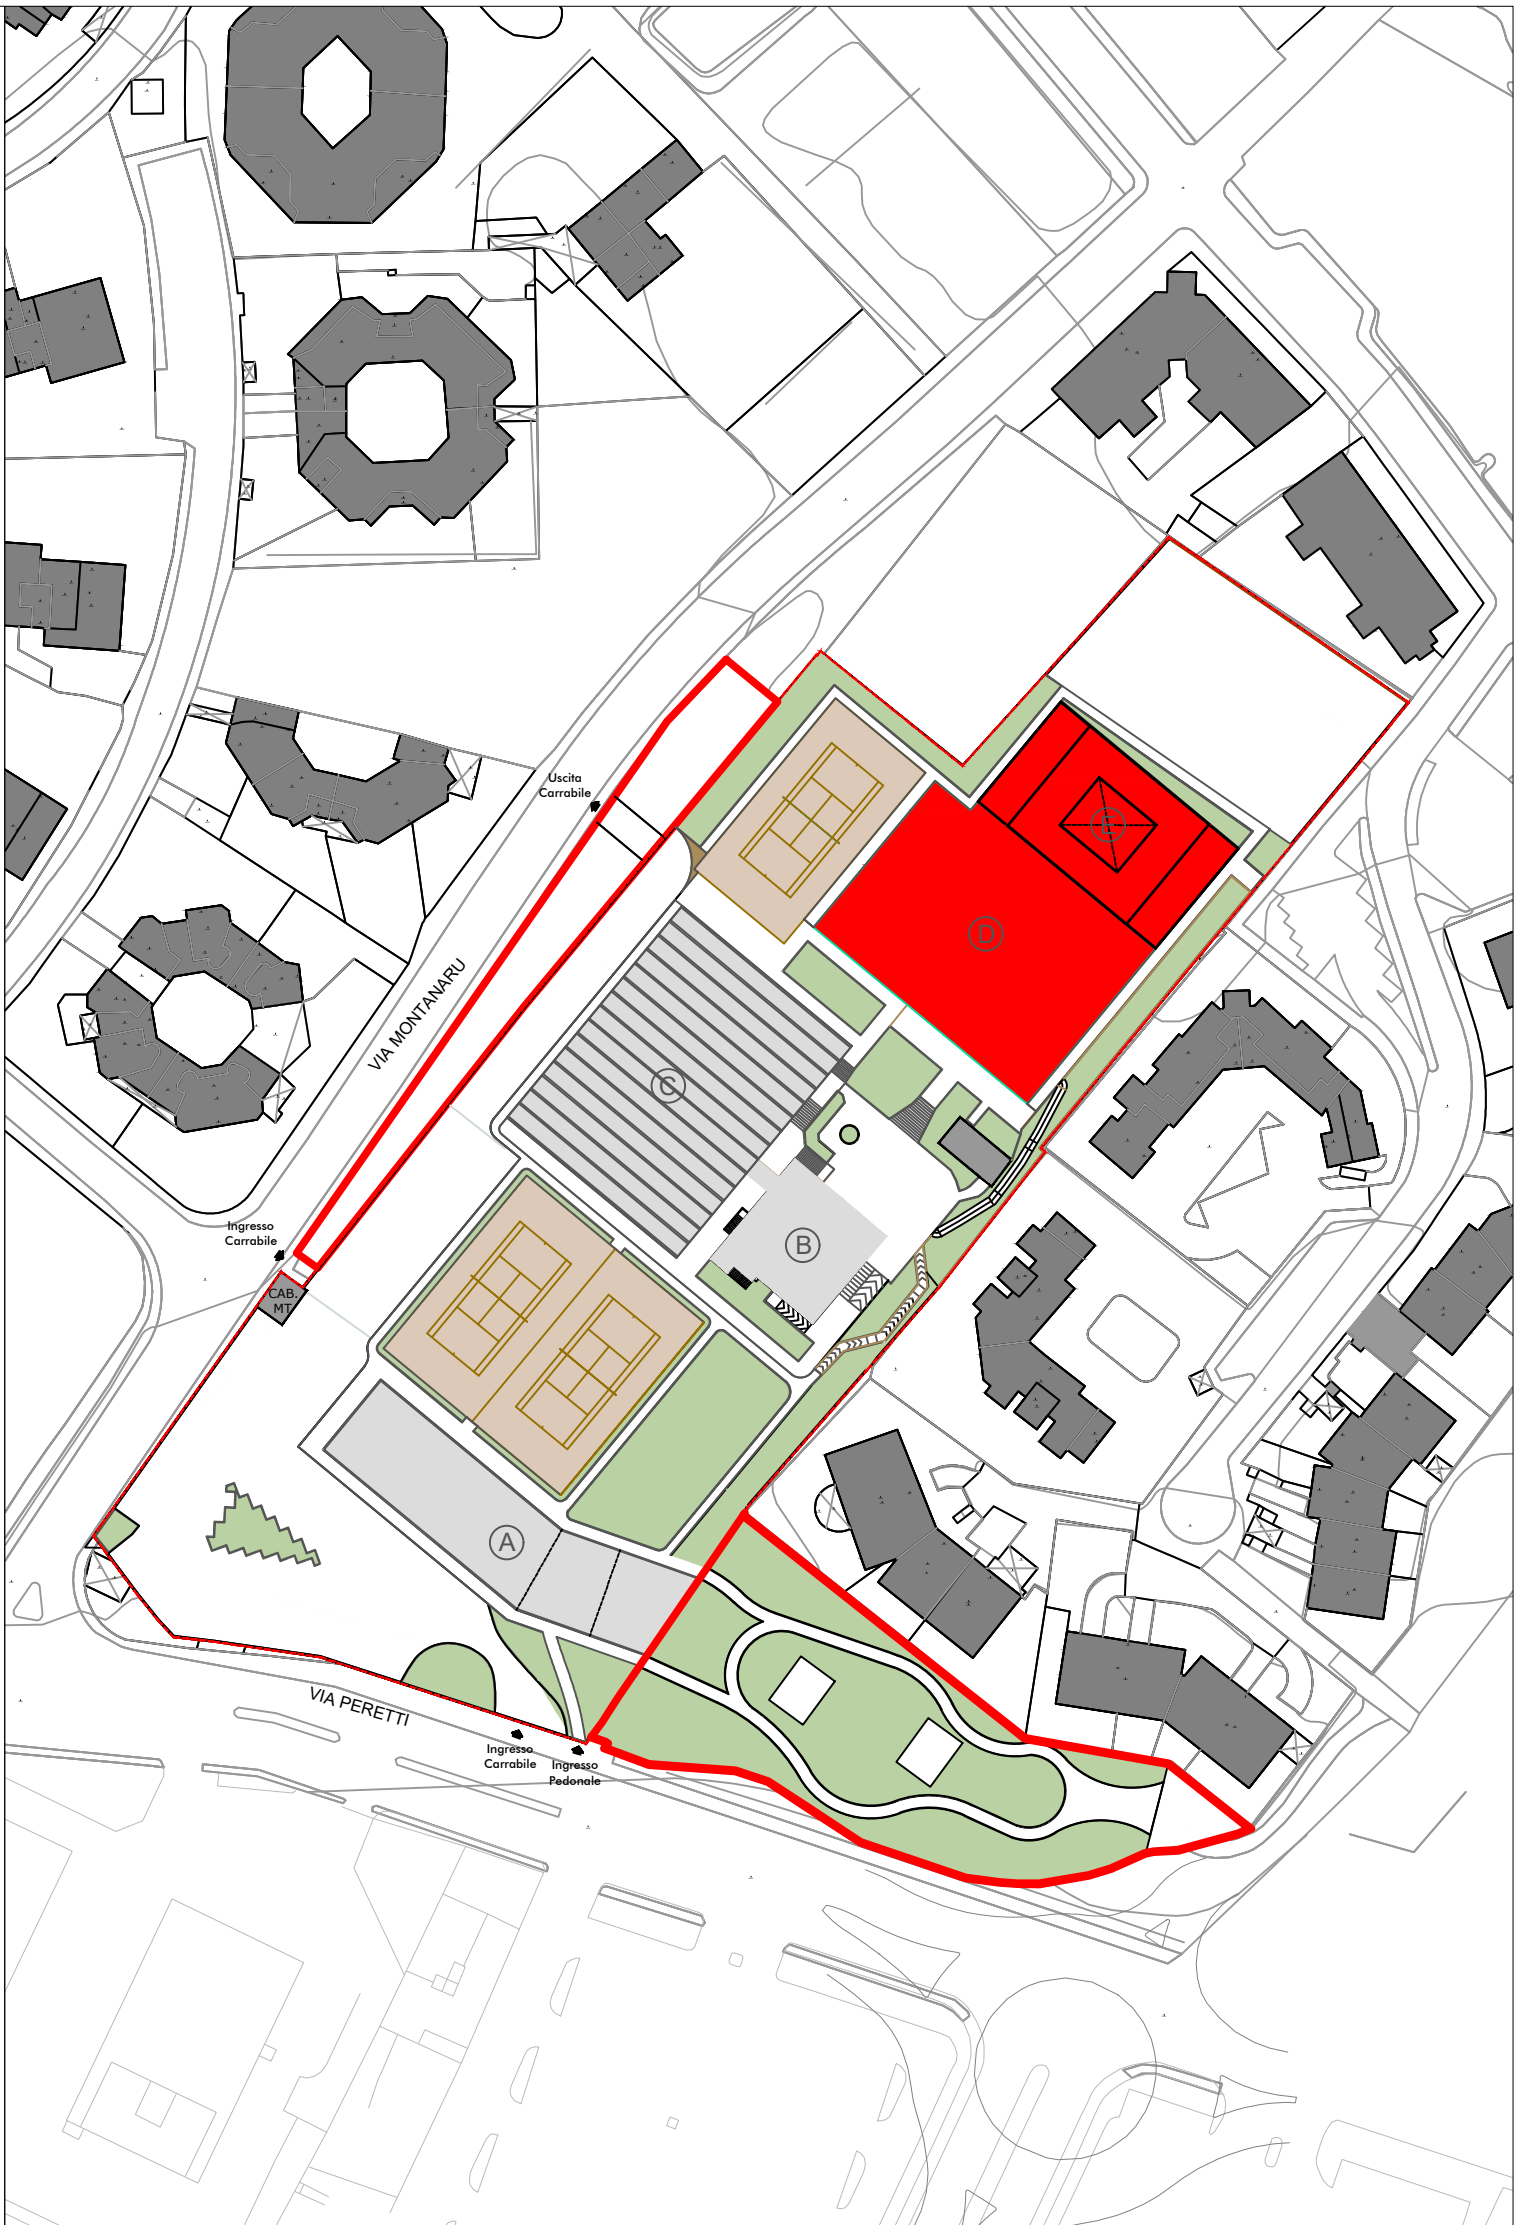 Uscita
Carrabile
E
D
VIA MONTANARU
C
Ingresso
Carrabile
B
CAB.
MT
A
VIA PERETTI
Ingresso
Carrabile
Ingresso
Pedonale